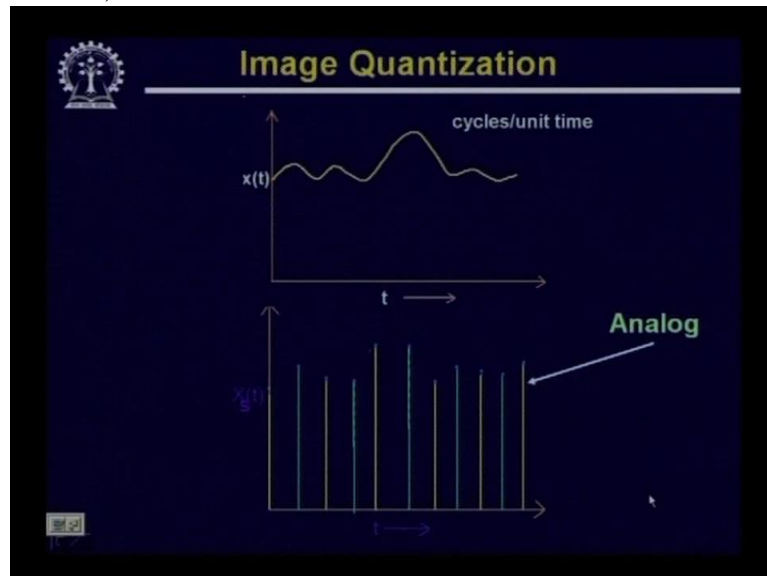 Image Quantization
cycles/unit time
x(t)
t
Analog
X (t)
s
t